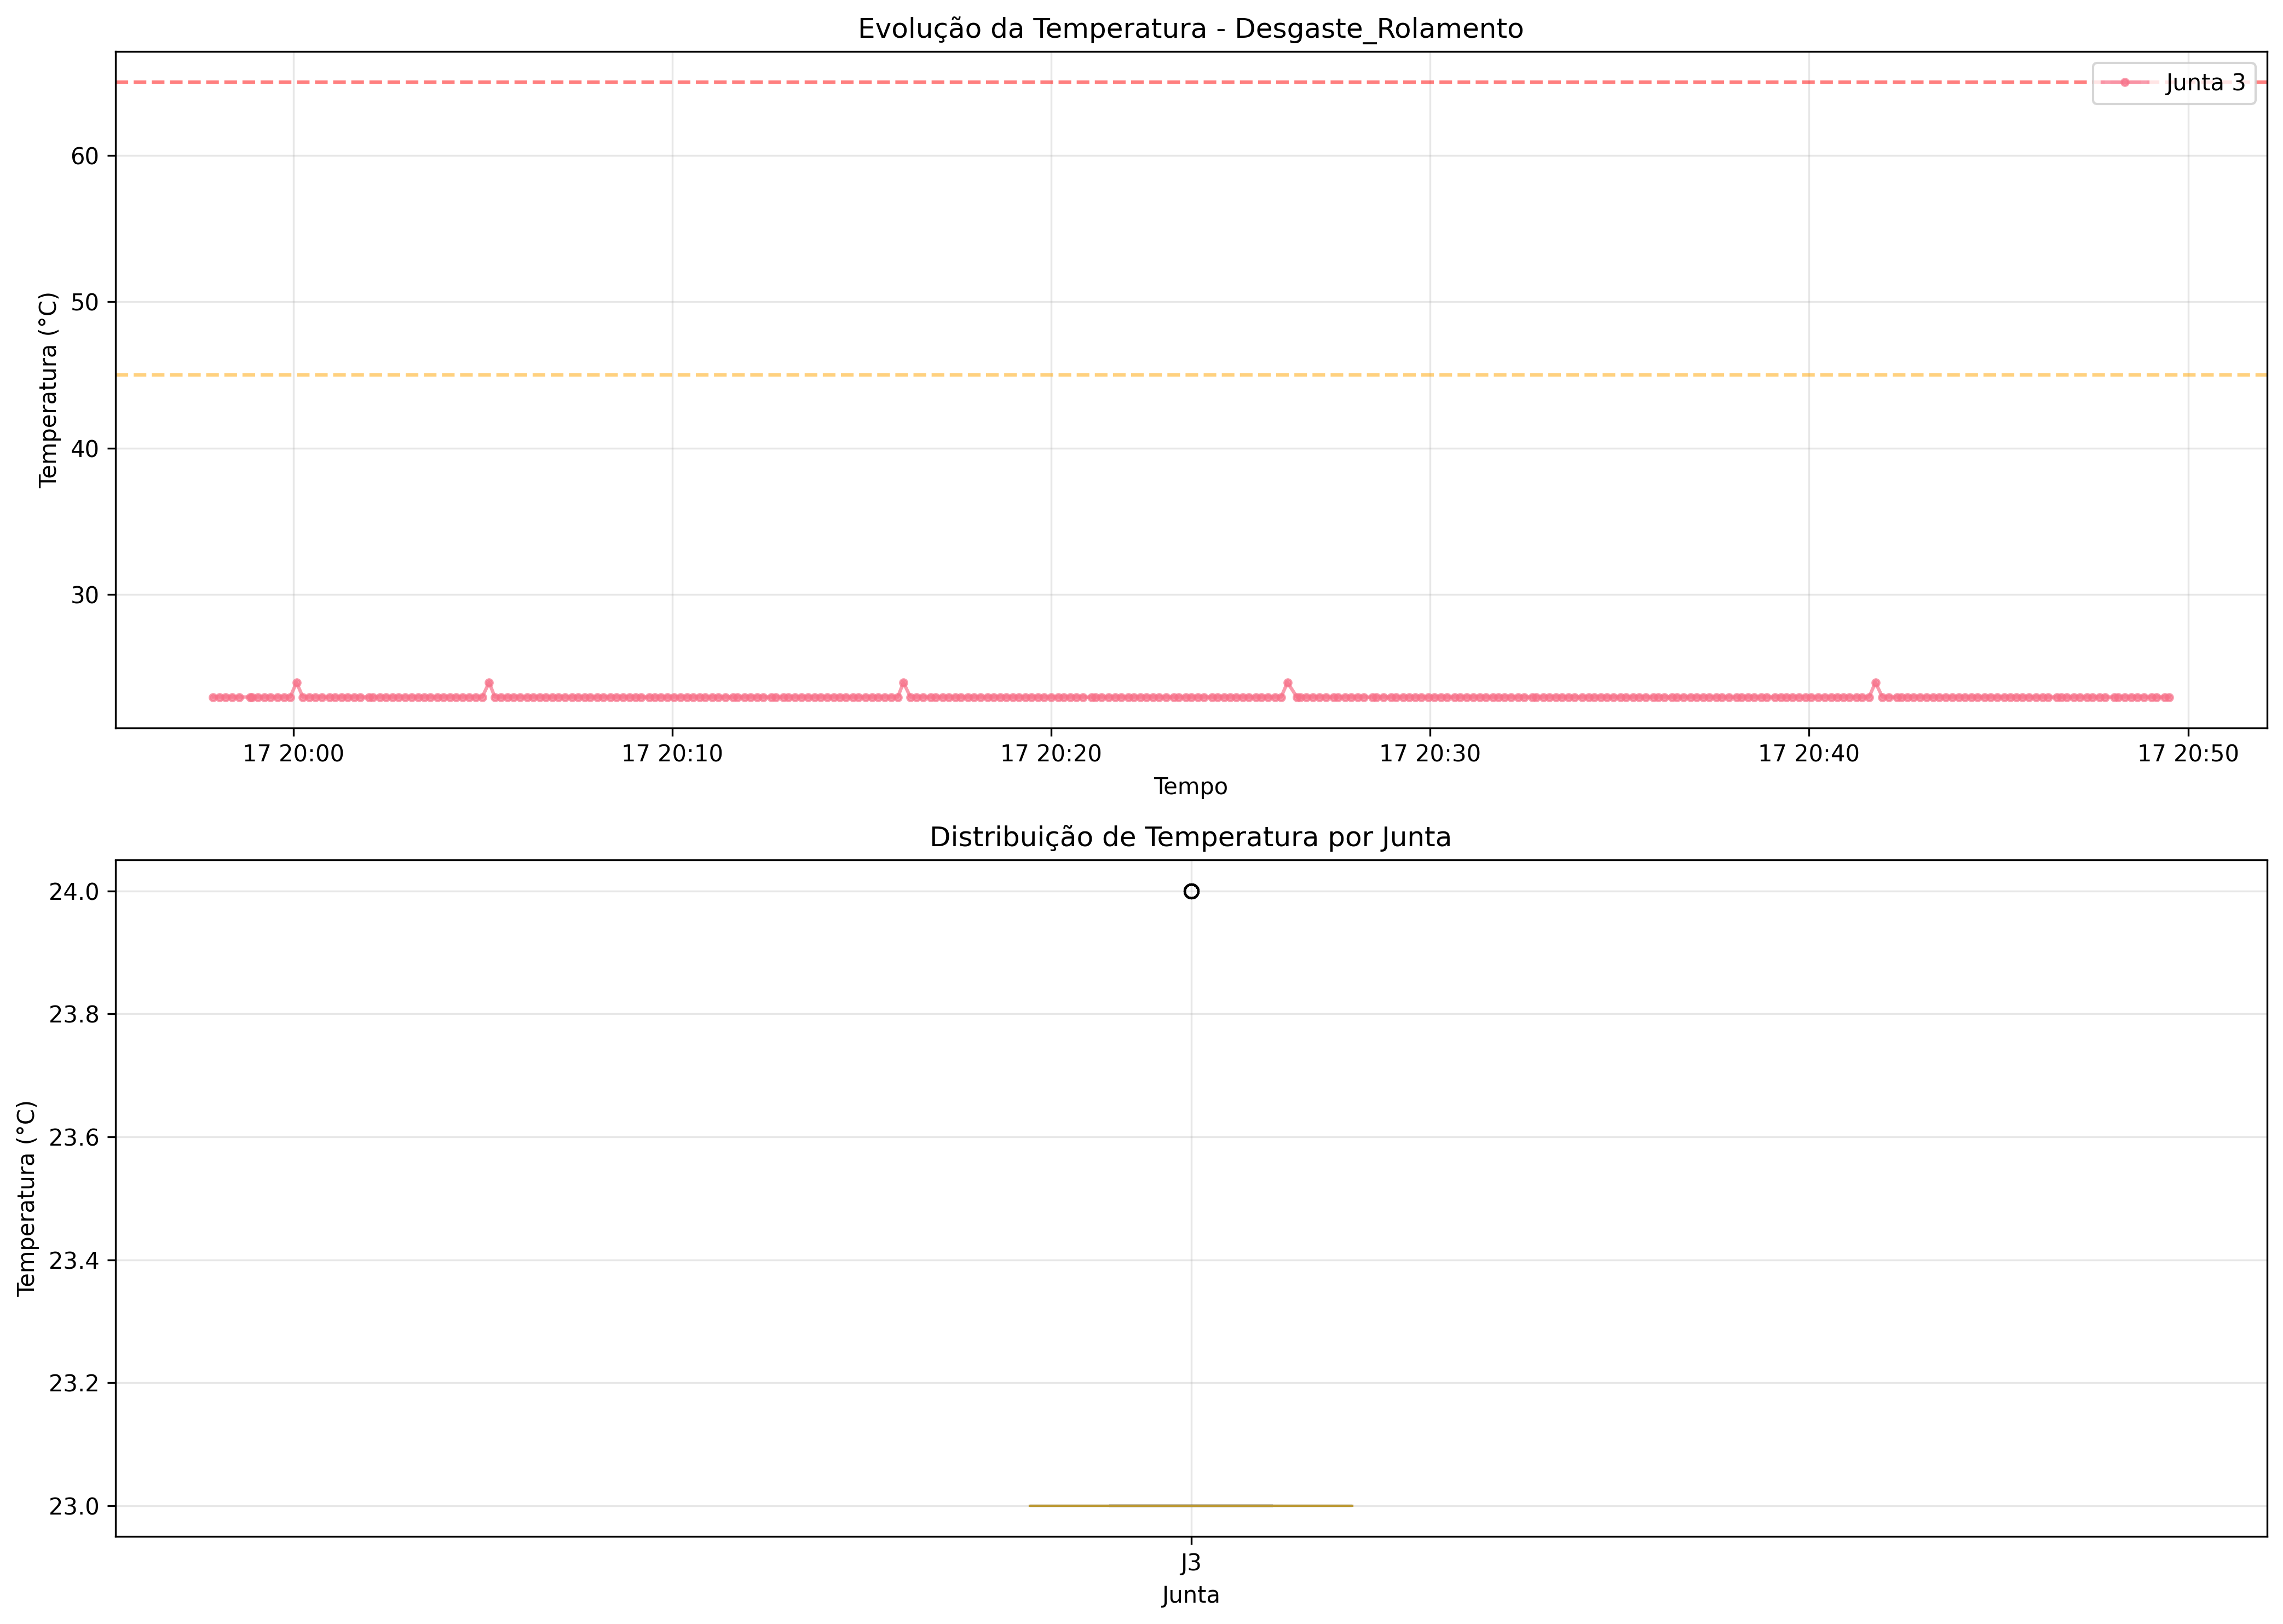 Evolução da Temperatura - Desgaste_Rolamento
Junta 3
Temperatura (°C)
60
50
40
30
17 20:00
17 20:10
17 20:20
17 20:30
17 20:40
17 20:50
Tempo
Distribuição de Temperatura por Junta
Temperatura (°C)
24.0
23.8
23.6
23.4
23.2
23.0
J3
Junta